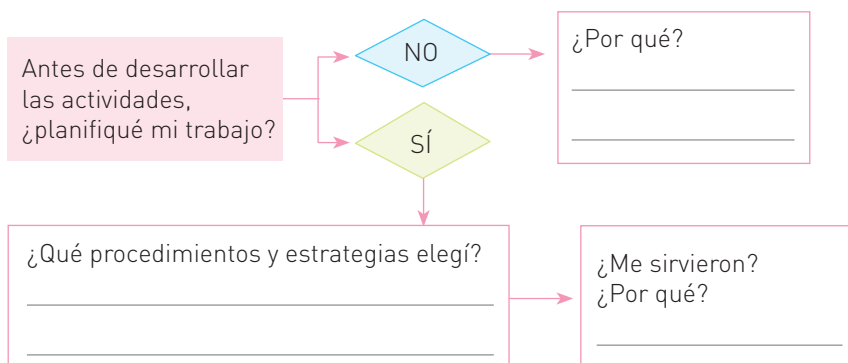 Antes de desarrollar
las actividades,
¿planifiqué mi trabajo?
NO
¿Por qué?
SÍ
¿Qué procedimientos y estrategias elegí?
¿Me sirvieron?
¿Por qué?